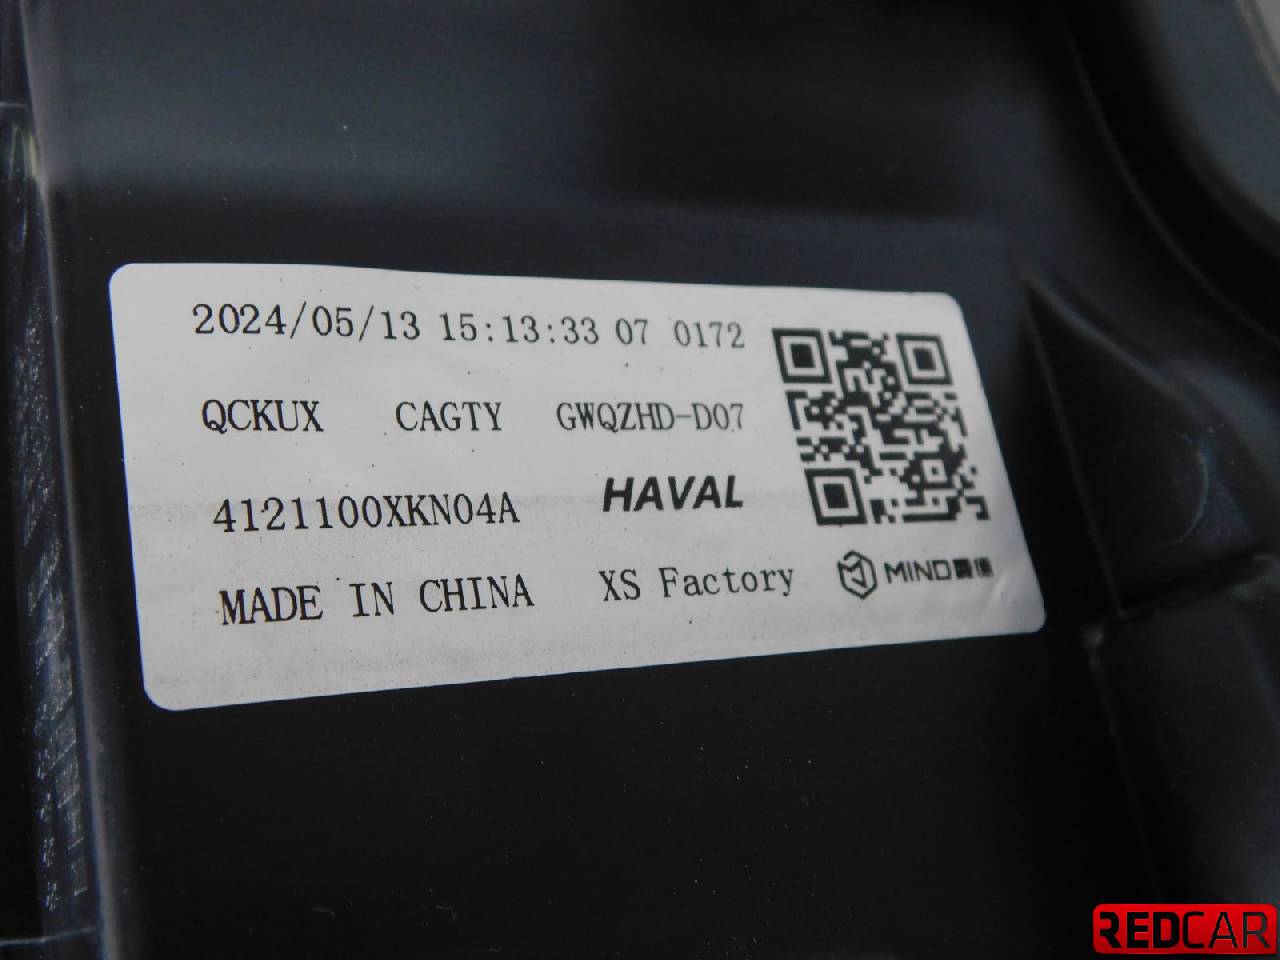 2024/05/13 15:13:33 07 0172
QCKUX CAGTY GWQZHD-D07
4121100XKN04A HAVAL
MADE IN CHINA XS Factory MIND
REDCAR